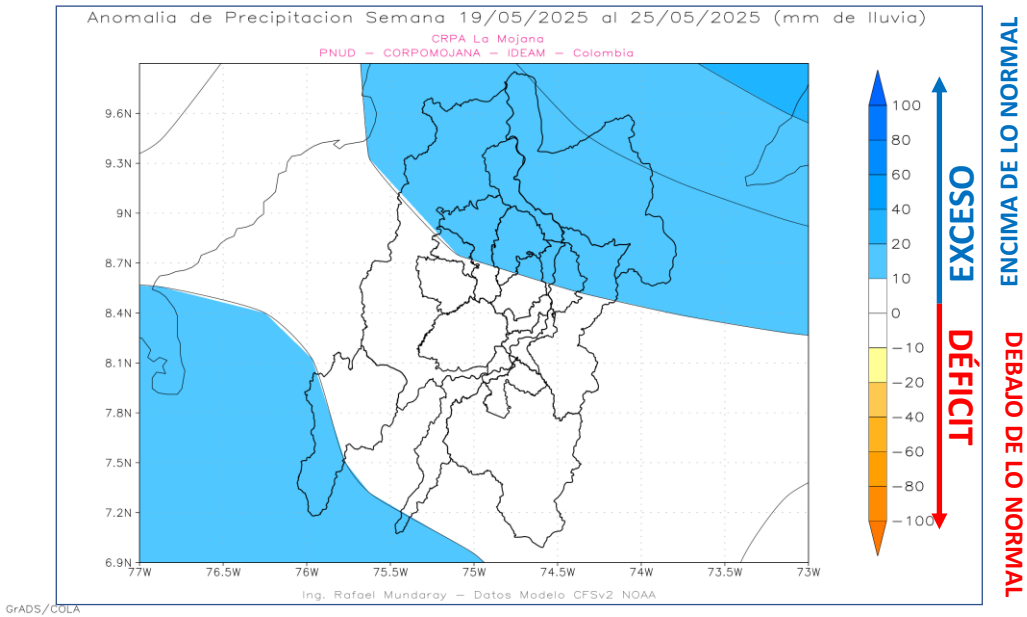 Anomalia de Precipitacion Semana 19/05/2025 al 25/05/2025 (mm de lluvia)
CRPA La Mojana
PNUD – CORPOMOJANA – IDEAM – Colombia
9.6N
9.3N
9N
8.7N
8.4N
8.1N
7.8N
7.5N
7.2N
6.9N
77W
76.5W
76W
75.5W
75W
74.5W
74W
73.5W
73W
Ing. Rafael Mundaray – Datos Modelo CFSv2 NOAA
GrADS/COLA
100
80
60
40
20
10
0
−10
−20
−40
−60
−80
−100
OSECXEO
DÉFICIT
ENCIMA DE LO NORMAL
DEBAJO DE LO NORMAL